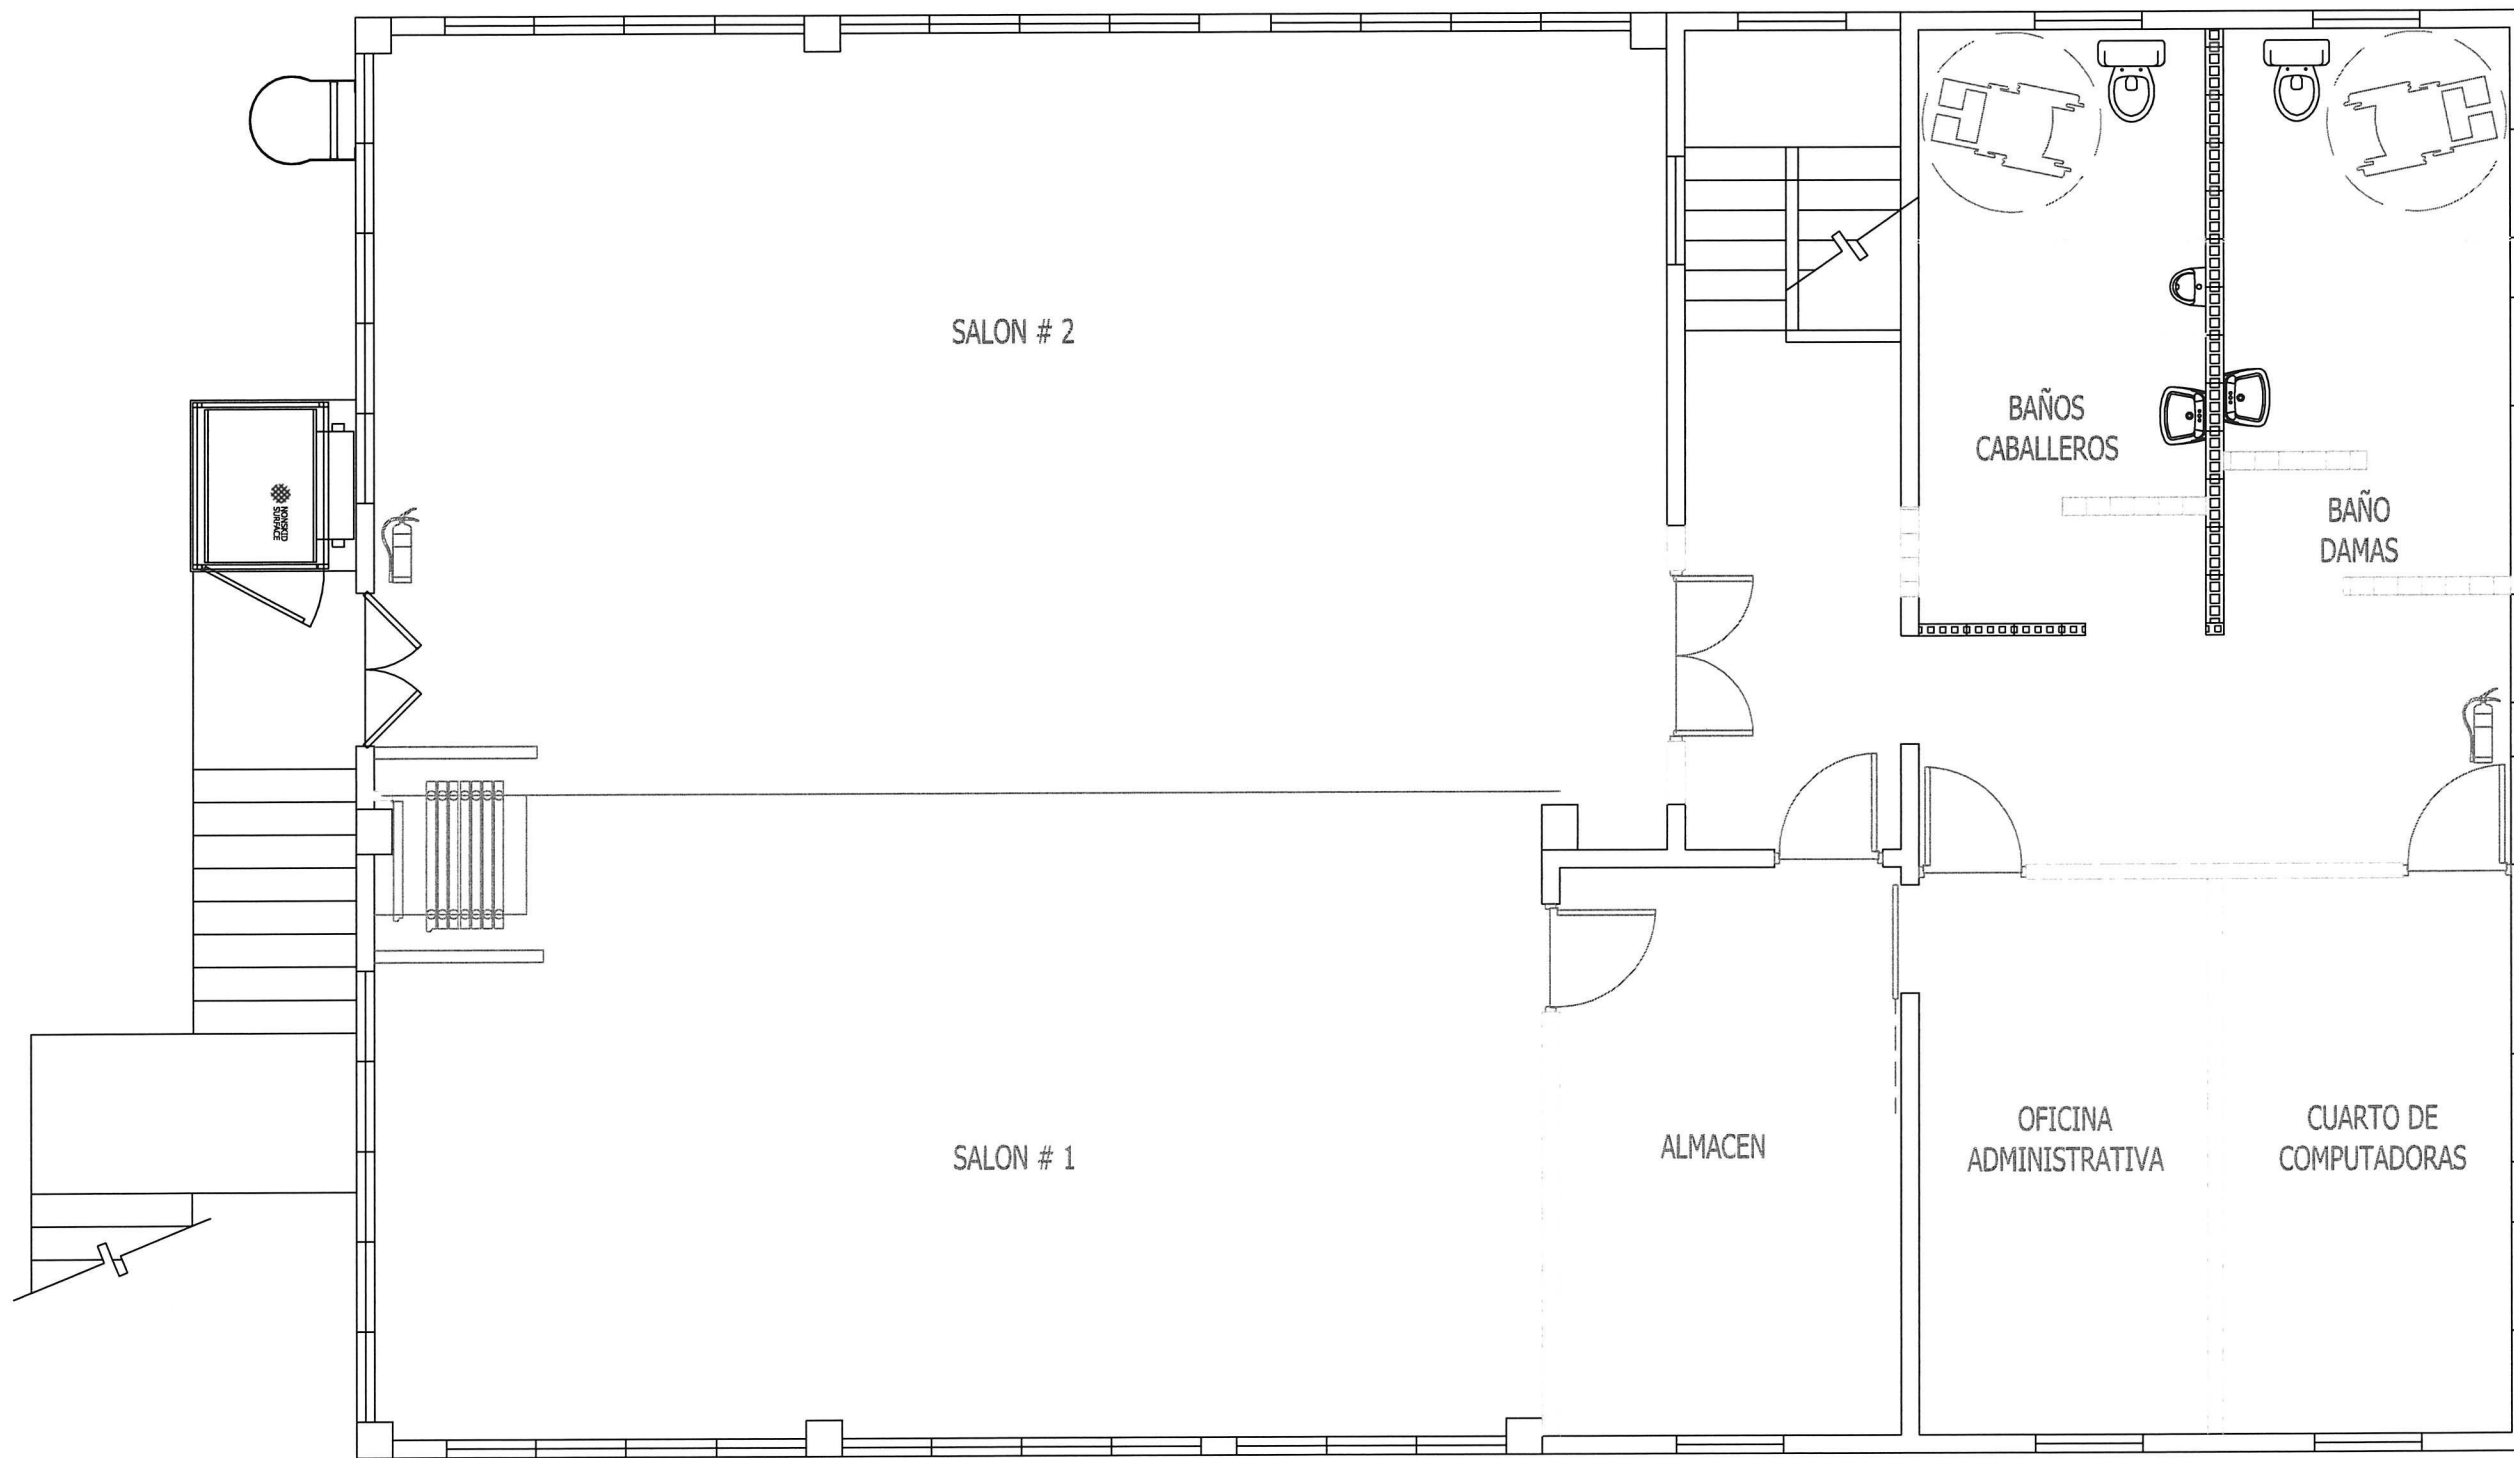 SALON # 2
BAÑOS
CABALLEROS
BAÑO
DAMAS
NONSKID
SURFACE
SALON # 1
ALMACEN
OFICINA
ADMINISTRATIVA
CUARTO DE
COMPUTADORAS